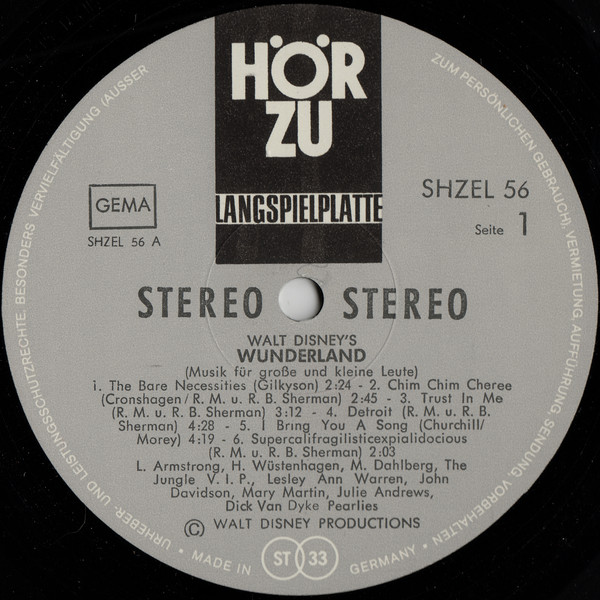 HÖR
ZU
LANGSPIELPLATTE
GEMA
SHZEL 56 A
SHZEL 56
Seite 1
STEREO STEREO
WALT DISNEY'S
WUNDERLAND
(Musik für große und kleine Leute)
1. The Bare Necessities (Gilkyson) 2:24 - 2. Chim Chim Cheree
(Cronshagen/R. M. u. R. B. Sherman) 2:45 - 3. Trust In Me
(R. M. u. R. B. Sherman) 3:12 - 4. Detroit (R. M. u. R. B.
Sherman) 4:28 - 5. I Bring You A Song (Churchill/
Morey) 4:19 - 6. Supercalifragilisticexpialidocious
(R. M. u. R. B. Sherman) 2:03
L. Armstrong, H. Wüstenhagen, M. Dahlberg, The
Jungle V. I. P., Lesley Ann Warren, John
Davidson, Mary Martin, Julie Andrews,
Dick Van Dyke Pearlies
(C) WALT DISNEY PRODUCTIONS
URHEBER- UND LEISTUNGSSCHUTZRECHTE, BESONDERS VERVIELFÄLTIGUNG (AUSSER
ZUM PERSÖNLICHEN GEBRAUCH), VERMIETUNG, AUFFÜHRUNG, SENDUNG VORBEHALTEN
• MADE IN ST 33 GERMANY •